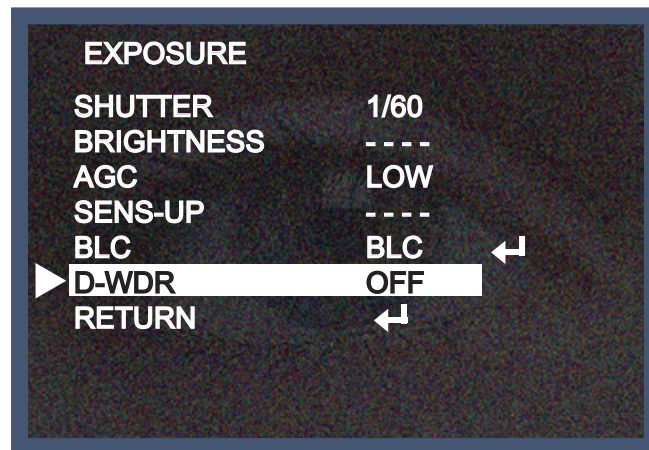 EXPOSURE
SHUTTER 1/60
BRIGHTNESS - - - -
AGC LOW
SENS-UP - - - -
BLC BLC ↵
D-WDR OFF
RETURN ↵